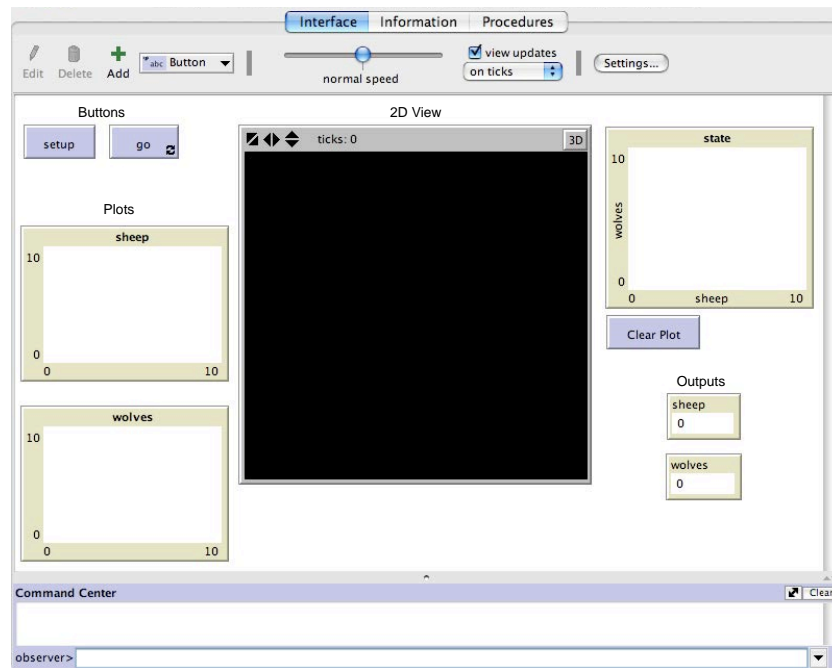 Interface Information Procedures
Edit Delete Add abc Button normal speed view updates on ticks Settings...
Buttons
setup go
2D View
ticks: 0 3D
Plots
sheep
10
0
0 10
wolves
10
0
0 10
state
10
wolves
0
0 sheep 10
Clear Plot
Outputs
sheep
0
wolves
0
Command Center Clear
observer>